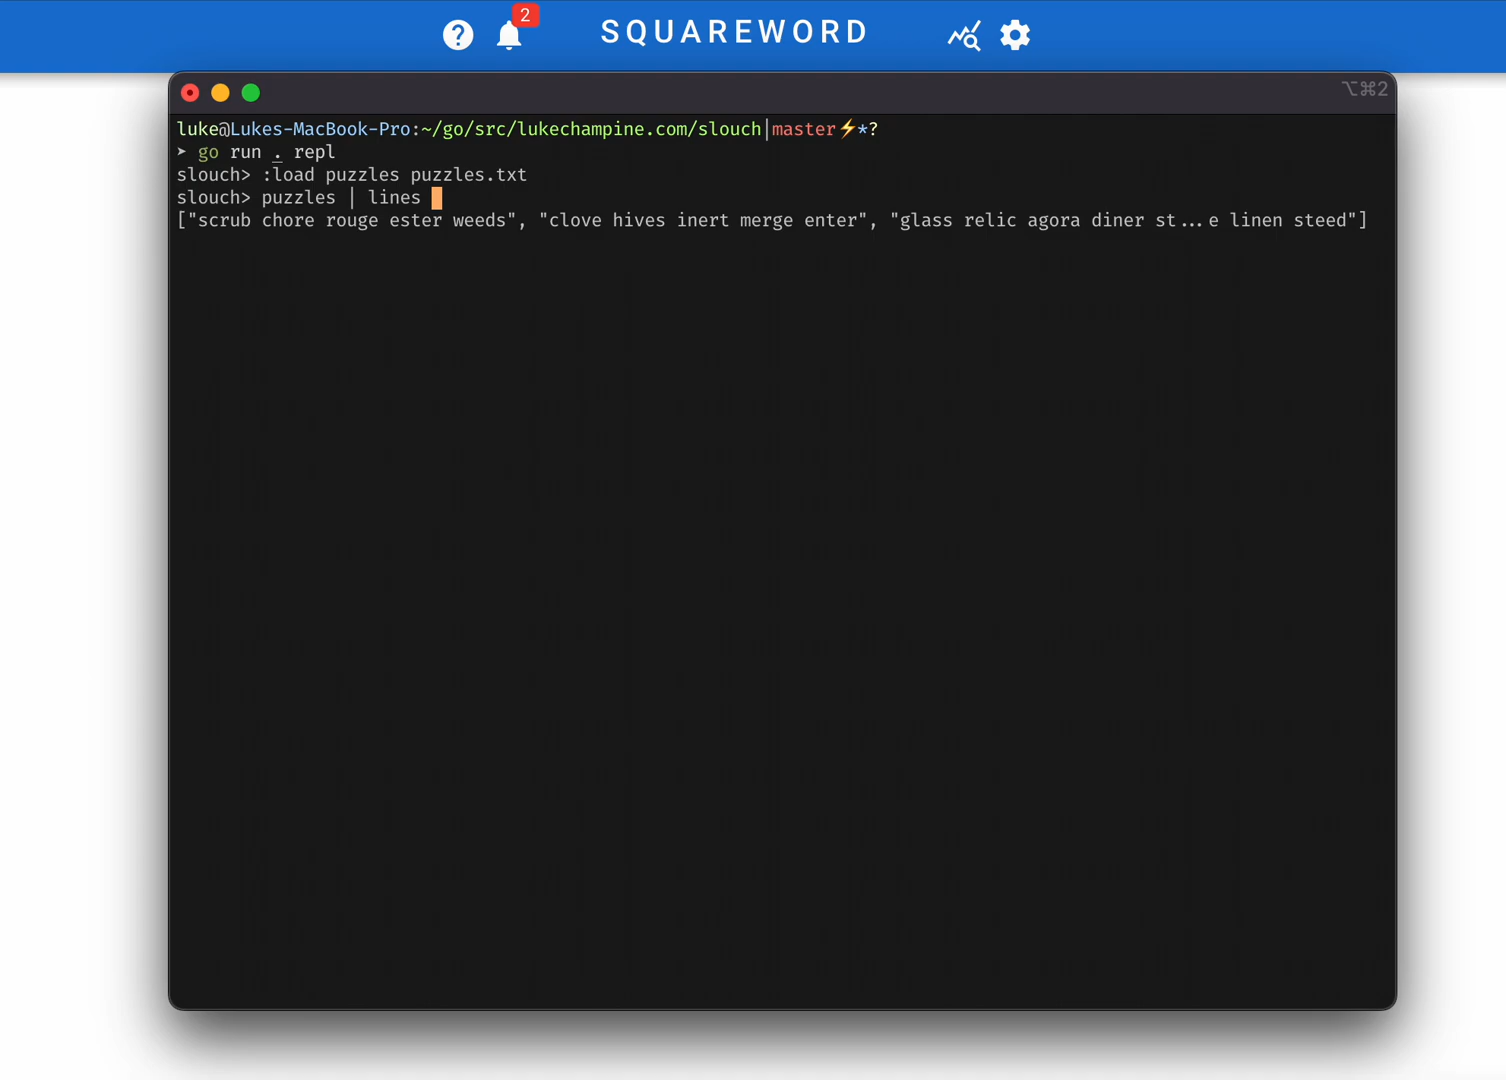 2
SQUAREWORD
⌥⌘2
luke@Lukes-MacBook-Pro:~/go/src/lukechampine.com/slouch|master⚡*?
➤ go run . repl
slouch> :load puzzles puzzles.txt
slouch> puzzles | lines
["scrub chore rouge ester weeds", "clove hives inert merge enter", "glass relic agora diner st...e linen steed"]